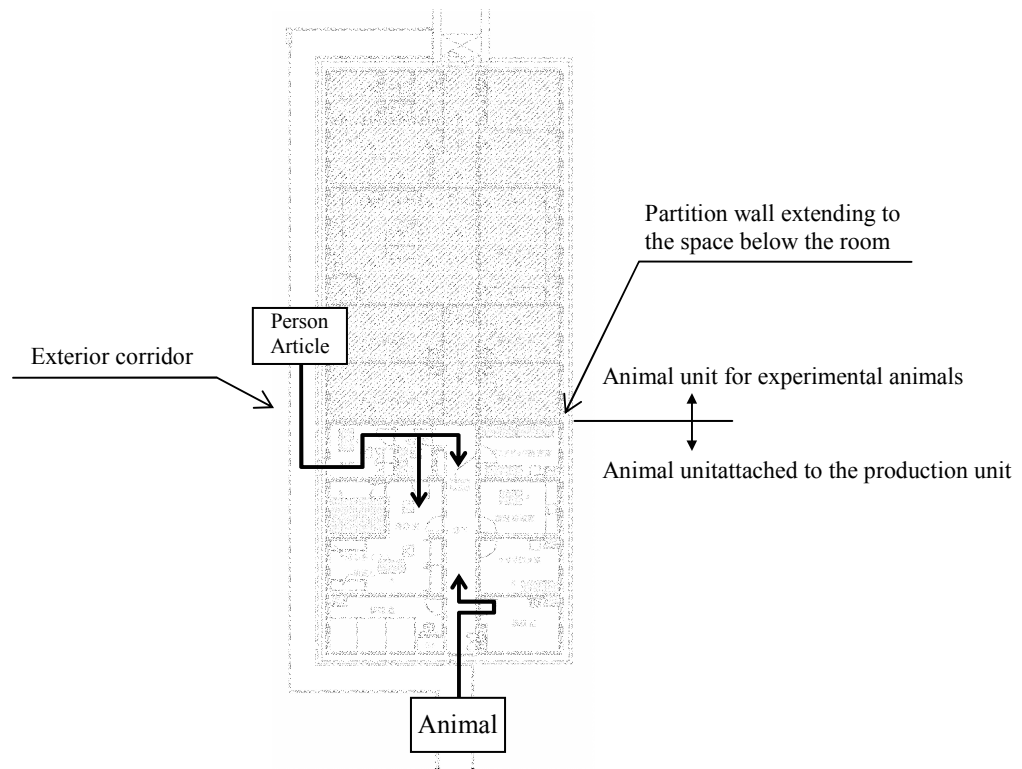 Partition wall extending to
the space below the room
Person
Article
Exterior corridor
Animal unit for experimental animals
Animal unitattached to the production unit
Animal